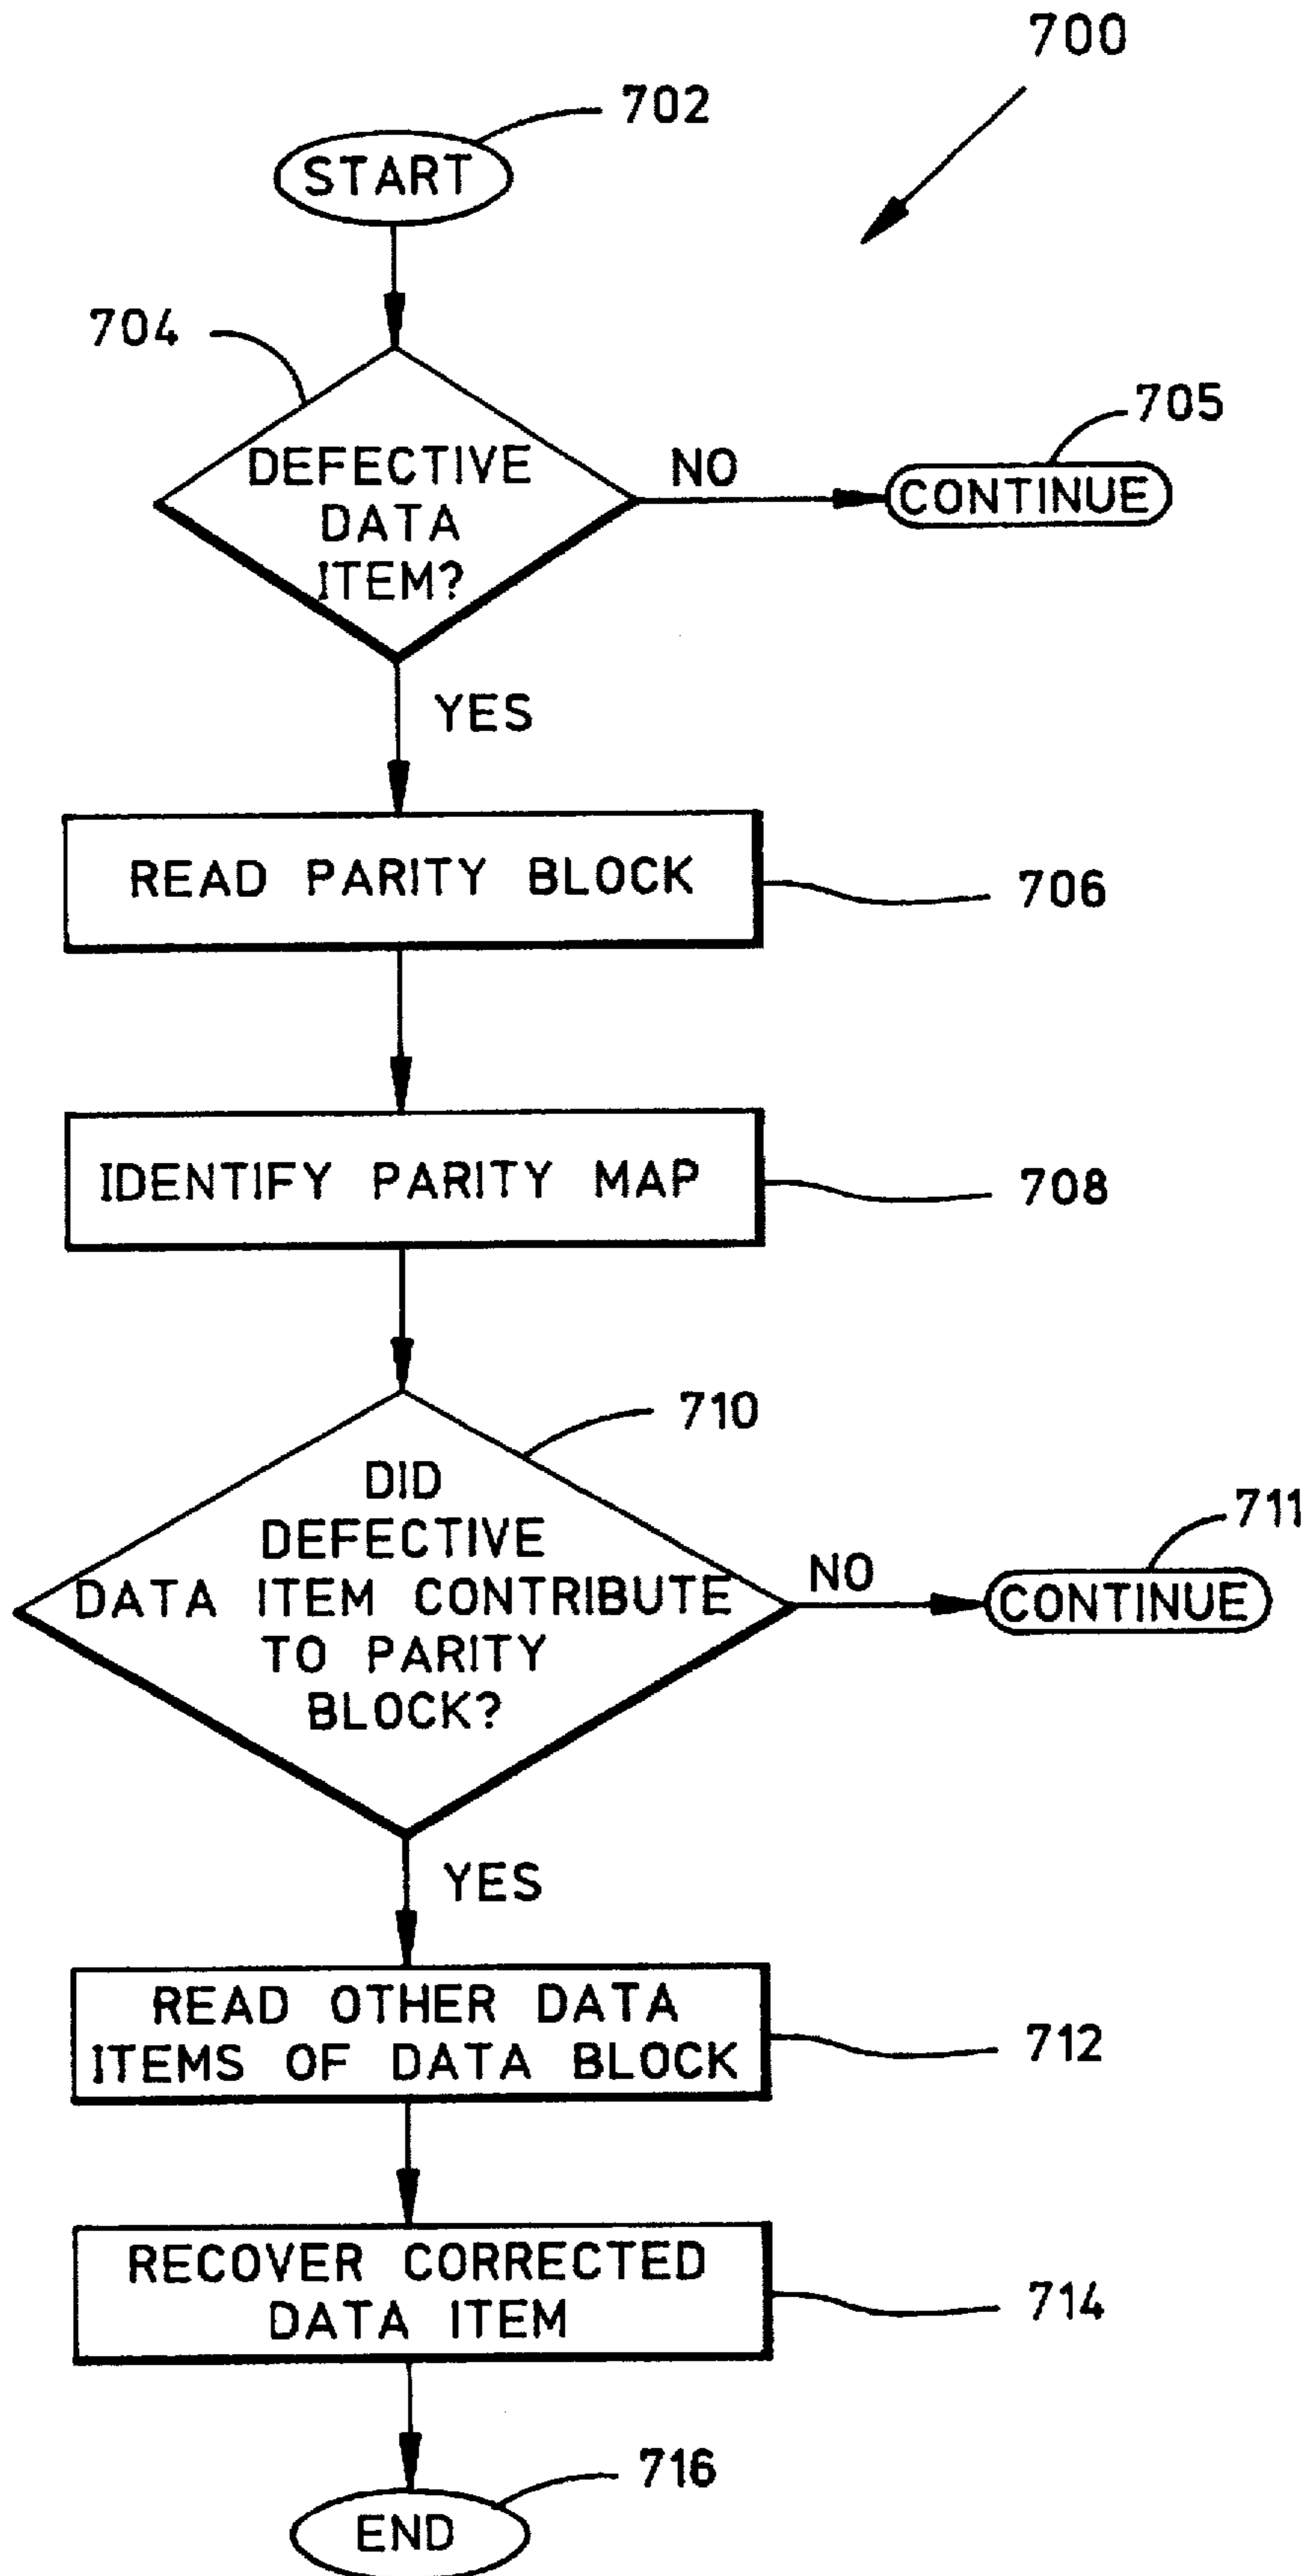 700
702
START
704
705
DEFECTIVE
DATA
ITEM?
NO
CONTINUE
YES
READ PARITY BLOCK
706
IDENTIFY PARITY MAP
708
710
DID
DEFECTIVE
DATA ITEM CONTRIBUTE
TO PARITY
BLOCK?
711
NO
CONTINUE
YES
READ OTHER DATA
ITEMS OF DATA BLOCK
712
RECOVER CORRECTED
DATA ITEM
714
716
END